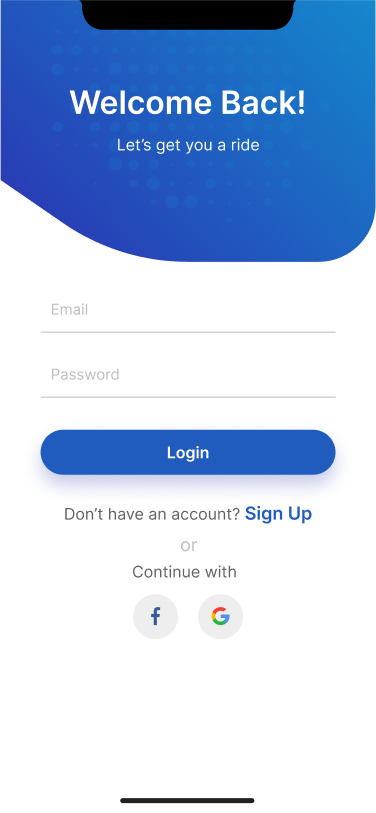 Welcome Back!
Let’s get you a ride
Email
Password
Login
Don’t have an account? Sign Up
or
Continue with